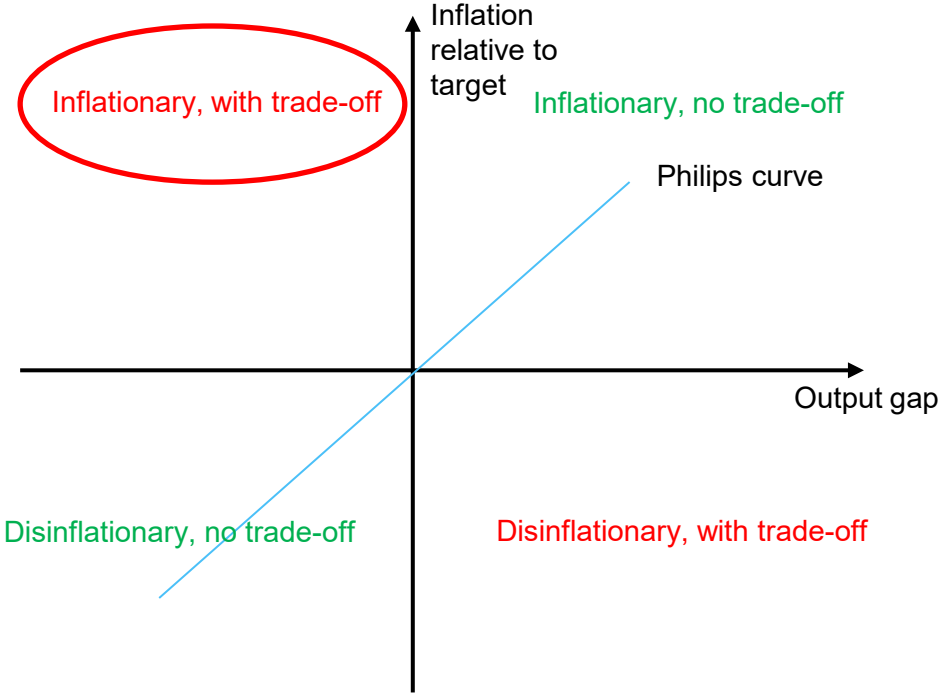 Inflation
relative to
target
Inflationary, with trade-off
Inflationary, no trade-off
Philips curve
Output gap
Disinflationary, no trade-off
Disinflationary, with trade-off